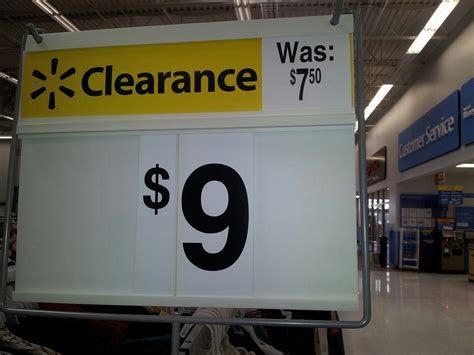 Clearance
Was:
$7.50
$9
Customer Service